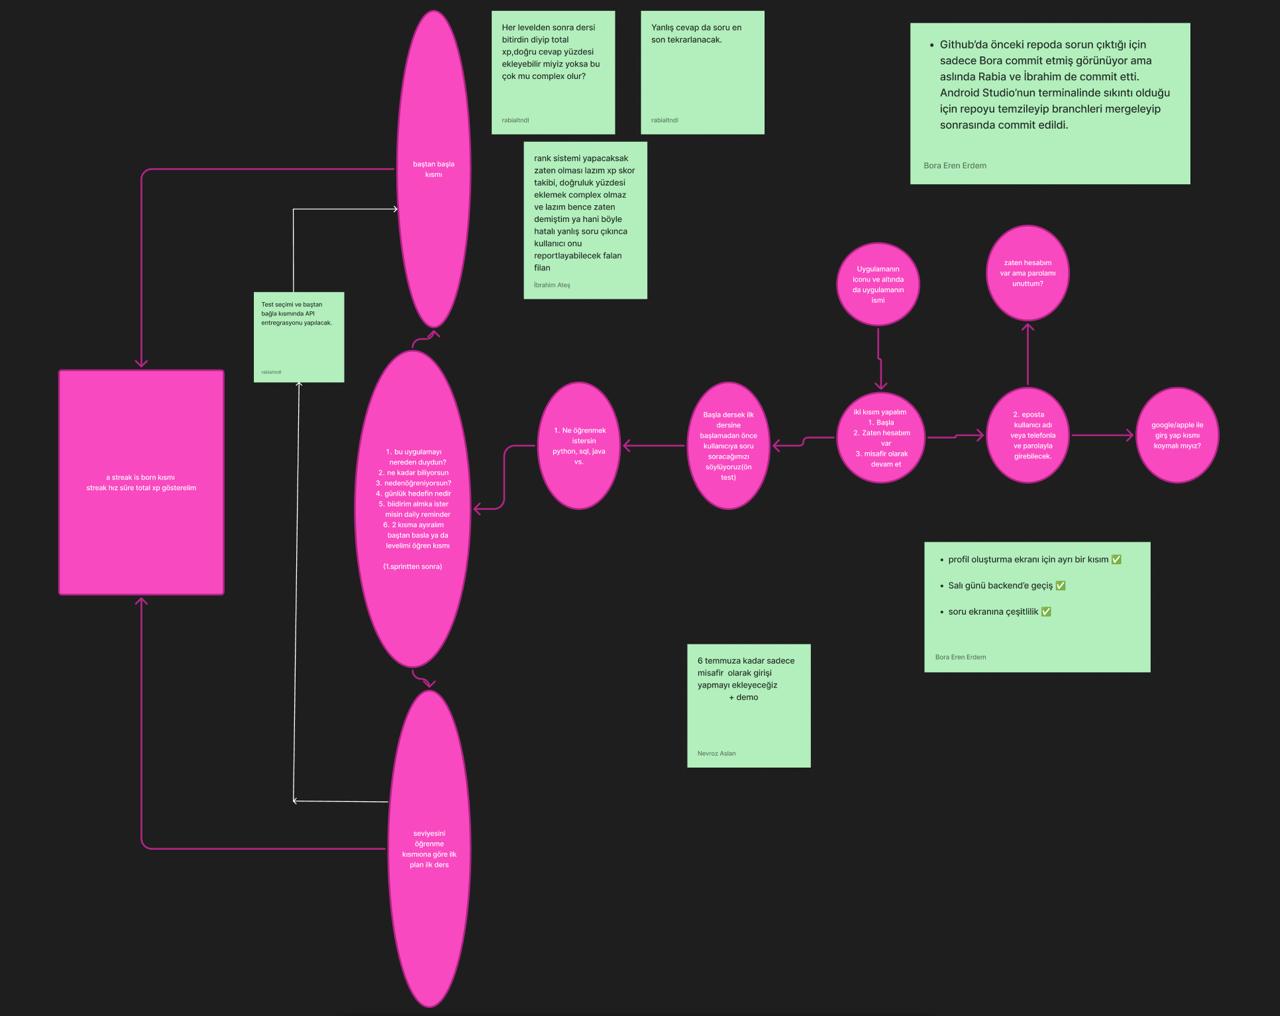 baştan başla
kısmı
Her levelden sonra dersi
bitirdin diyip total
xp,doğru cevap yüzdesi
ekleyebilir miyiz yoksa bu
çok mu complex olur?
rabialtndl
Yanlış cevap da soru en
son tekrarlanacak.
rabialtndl
rank sistemi yapacaksak
zaten olması lazım xp skor
takibi, doğruluk yüzdesi
eklemek complex olmaz
ve lazım bence zaten
demiştim ya hani böyle
hatalı yanlış soru çıkınca
kullanıcı onu
reportlayabilecek falan
filan
İbrahim Ateş
• Github'da önceki repoda sorun çıktığı için
sadece Bora commit etmiş görünüyor ama
aslında Rabia ve İbrahim de commit etti.
Android Studio'nun terminalinde sıkıntı olduğu
için repoyu temzileyip branchleri mergeleyip
sonrasında commit edildi.
Bora Eren Erdem
Test seçimi ve baştan
bağla kısmında API
entregrasyonu yapılacak.
rabialtndl
a streak is born kısmı
streak hız süre total xp gösterelim
1. bu uygulamayı
nereden duydun?
2. ne kadar biliyorsun
3. nedenöğreniyorsun?
4. günlük hedefin nedir
5. biidirim almka ister
misin daily reminder
6. 2 kısma ayıralım
baştan basla ya da
levelimi öğren kısmı
(1.sprintten sonra)
1. Ne öğrenmek
istersin
python, sql, java
vs.
Başla dersek ilk
dersine
başlamadan önce
kullanıcıya soru
soracağımızı
söylüyoruz(ön
test)
Uygulamanın
iconu ve altında
da uygulamanın
ismi
iki kısım yapalım
1. Başla
2. Zaten hesabım
var
3. misafir olarak
devam et
zaten hesabım
var ama parolamı
unuttum?
2. eposta
kullanıcı adı
veya telefonla
ve parolayla
girebilecek.
google/apple ile
girş yap kısmı
koymalı mıyız?
• profil oluşturma ekranı için ayrı bir kısım ✅
• Salı günü backend'e geçiş ✅
• soru ekranına çeşitlilik ✅
Bora Eren Erdem
6 temmuza kadar sadece
misafir olarak girişi
yapmayı ekleyeceğiz
+ demo
Nevroz Aslan
seviyesini
öğrenme
kısmıona göre ilk
plan ilk ders